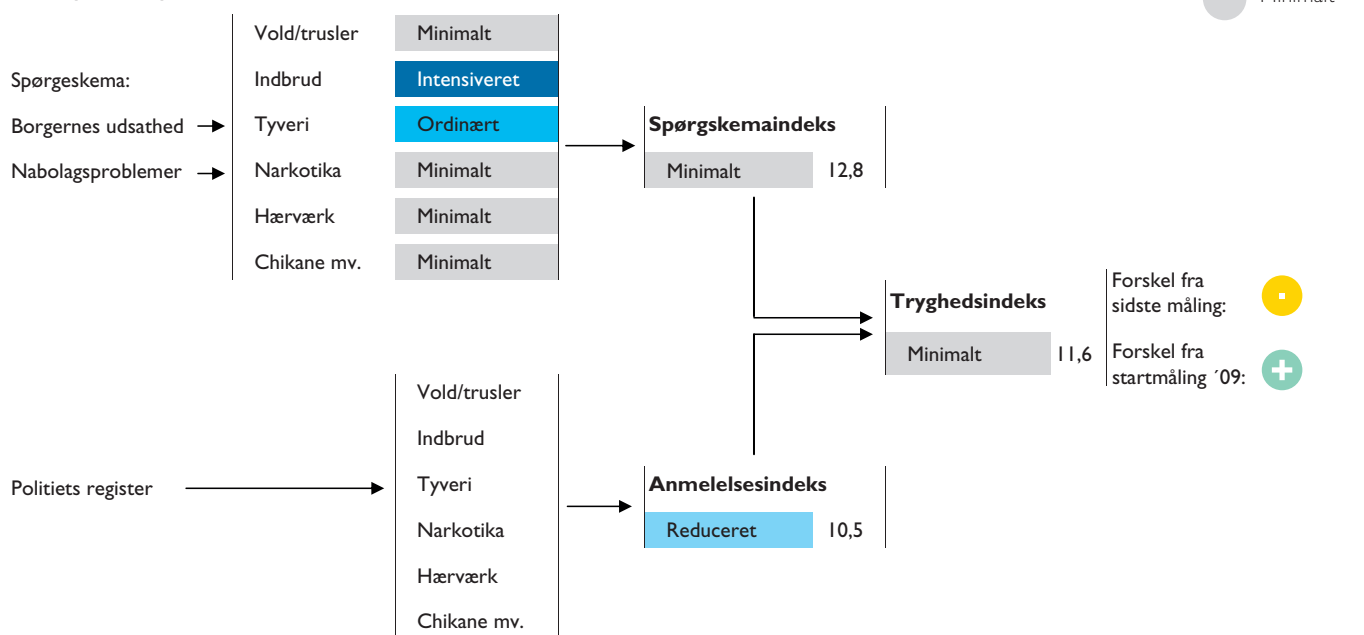 Minimalt
Vold/trusler Minimalt
Spørgeskema: Indbrud Intensiveret
Borgernes udsathed Tyveri Ordinært
Nabolagsproblemer Narkotika Minimalt
Hærværk Minimalt
Chikane mv. Minimalt
Spørgskemaindeks
Minimalt 12,8
Tryghedsindeks
Minimalt 11,6
Forskel fra
sidste måling:
Forskel fra
startmåling ´09:
Politiets register
Vold/trusler
Indbrud
Tyveri
Narkotika
Hærværk
Chikane mv.
Anmelelsesindeks
Reduceret 10,5